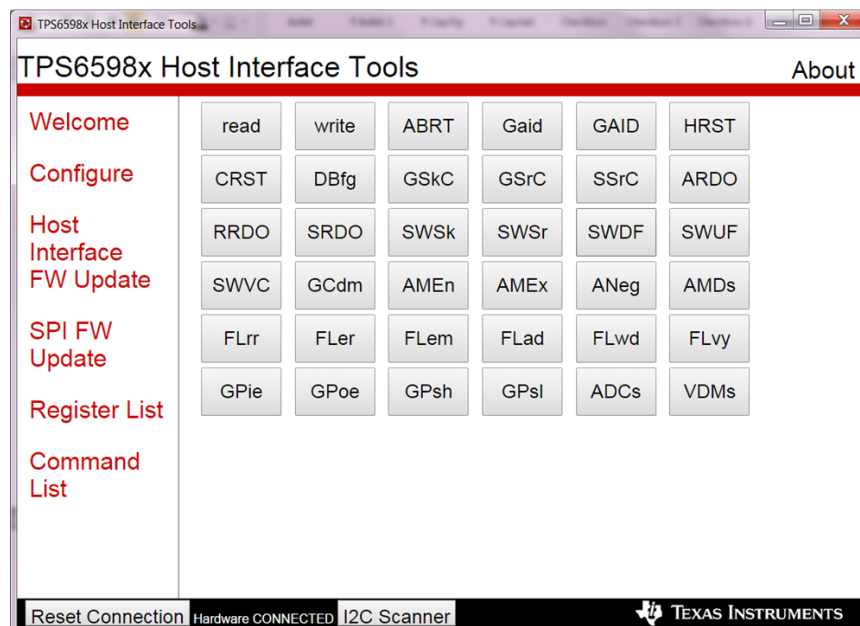 TPS6598x Host Interface Tools
TPS6598x Host Interface Tools
About
Welcome
Configure
Host
Interface
FW Update
SPI FW
Update
Register List
Command
List
read write ABRT Gaid GAID HRST
CRST DBfg GSkC GSrC SSrC ARDO
RRDO SRDO SWSk SWSr SWDF SWUF
SWVC GCdm AMEn AMEx ANeg AMDs
FLrr FLer FLem FLad FLwd FLvy
GPie GPoe GPsh GPsl ADCs VDMs
Reset Connection Hardware CONNECTED I2C Scanner TEXAS INSTRUMENTS